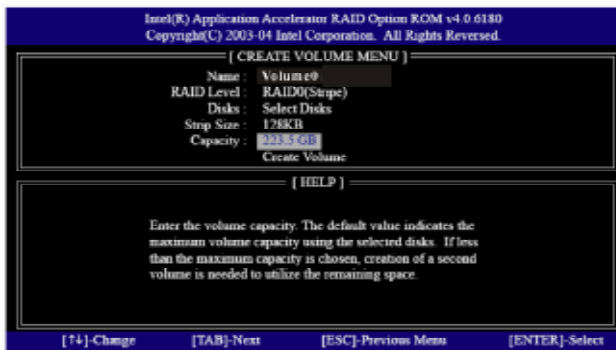 Intel(R) Application Accelerator RAID Option ROM v4.0.6180
Copyright(C) 2003-04 Intel Corporation. All Rights Reversed.
[ CREATE VOLUME MENU ]
Name : Volume0
RAID Level : RAID0(Stripe)
Disks : Select Disks
Strip Size : 128KB
Capacity : 223.5 GB
Create Volume
[ HELP ]
Enter the volume capacity. The default value indicates the
maximum volume capacity using the selected disks. If less
than the maximum capacity is chosen, creation of a second
volume is needed to utilize the remaining space.
[↑↓]-Change [TAB]-Next [ESC]-Previous Menu [ENTER]-Select